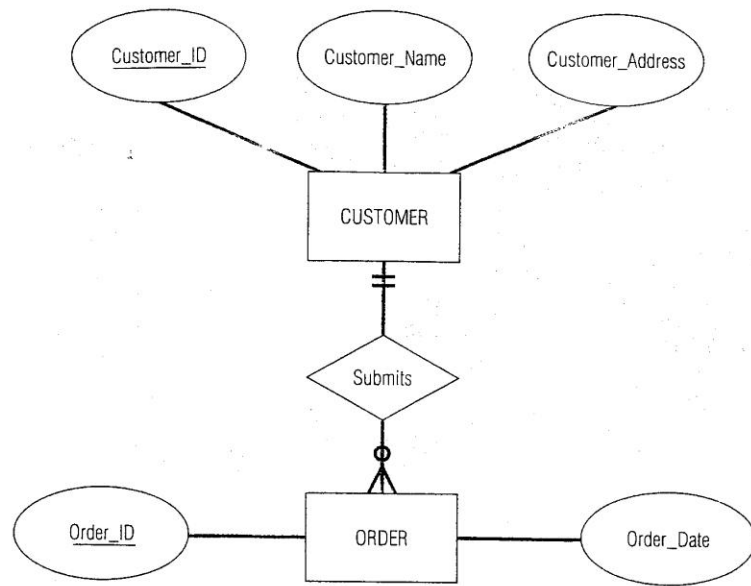 Customer_ID
Customer_Name
Customer_Address
CUSTOMER
Submits
Order_ID
ORDER
Order_Date